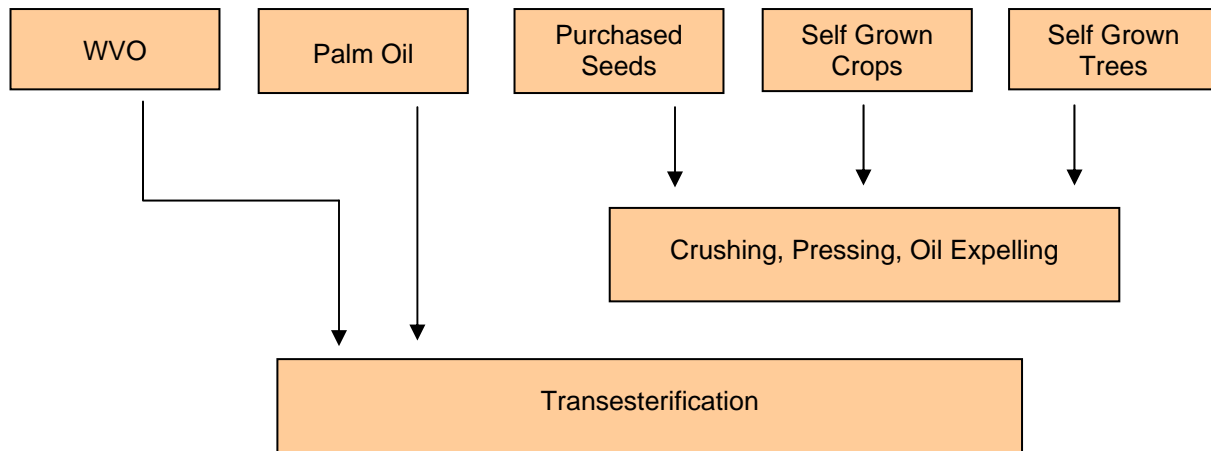 WVO
Palm Oil
Purchased
Seeds
Self Grown
Crops
Self Grown
Trees
Crushing, Pressing, Oil Expelling
Transesterification